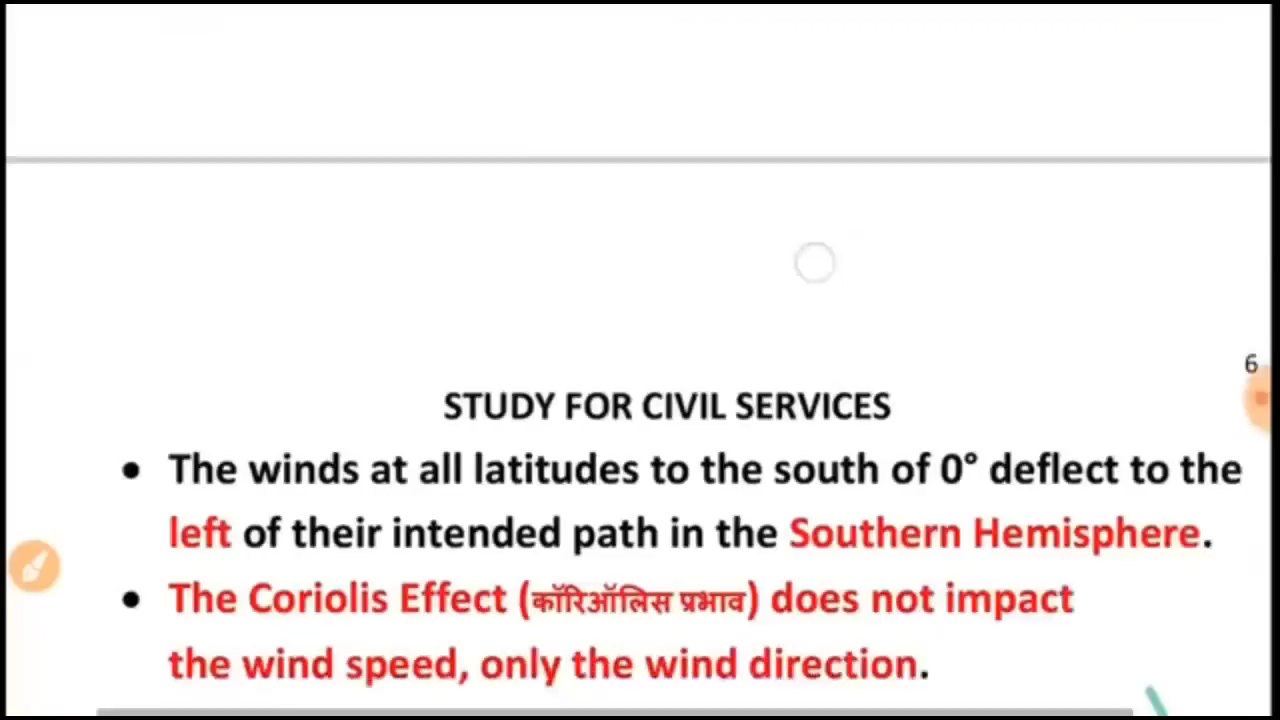 6
STUDY FOR CIVIL SERVICES
• The winds at all latitudes to the south of 0° deflect to the
left of their intended path in the Southern Hemisphere.
• The Coriolis Effect (कॉरिऑलिस प्रभाव) does not impact
the wind speed, only the wind direction.